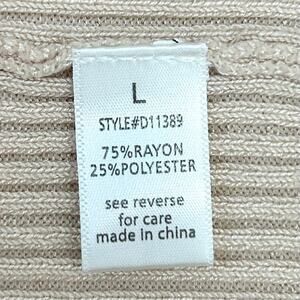 L
STYLE#D11389
75%RAYON
25%POLYESTER
see reverse
for care
made in china